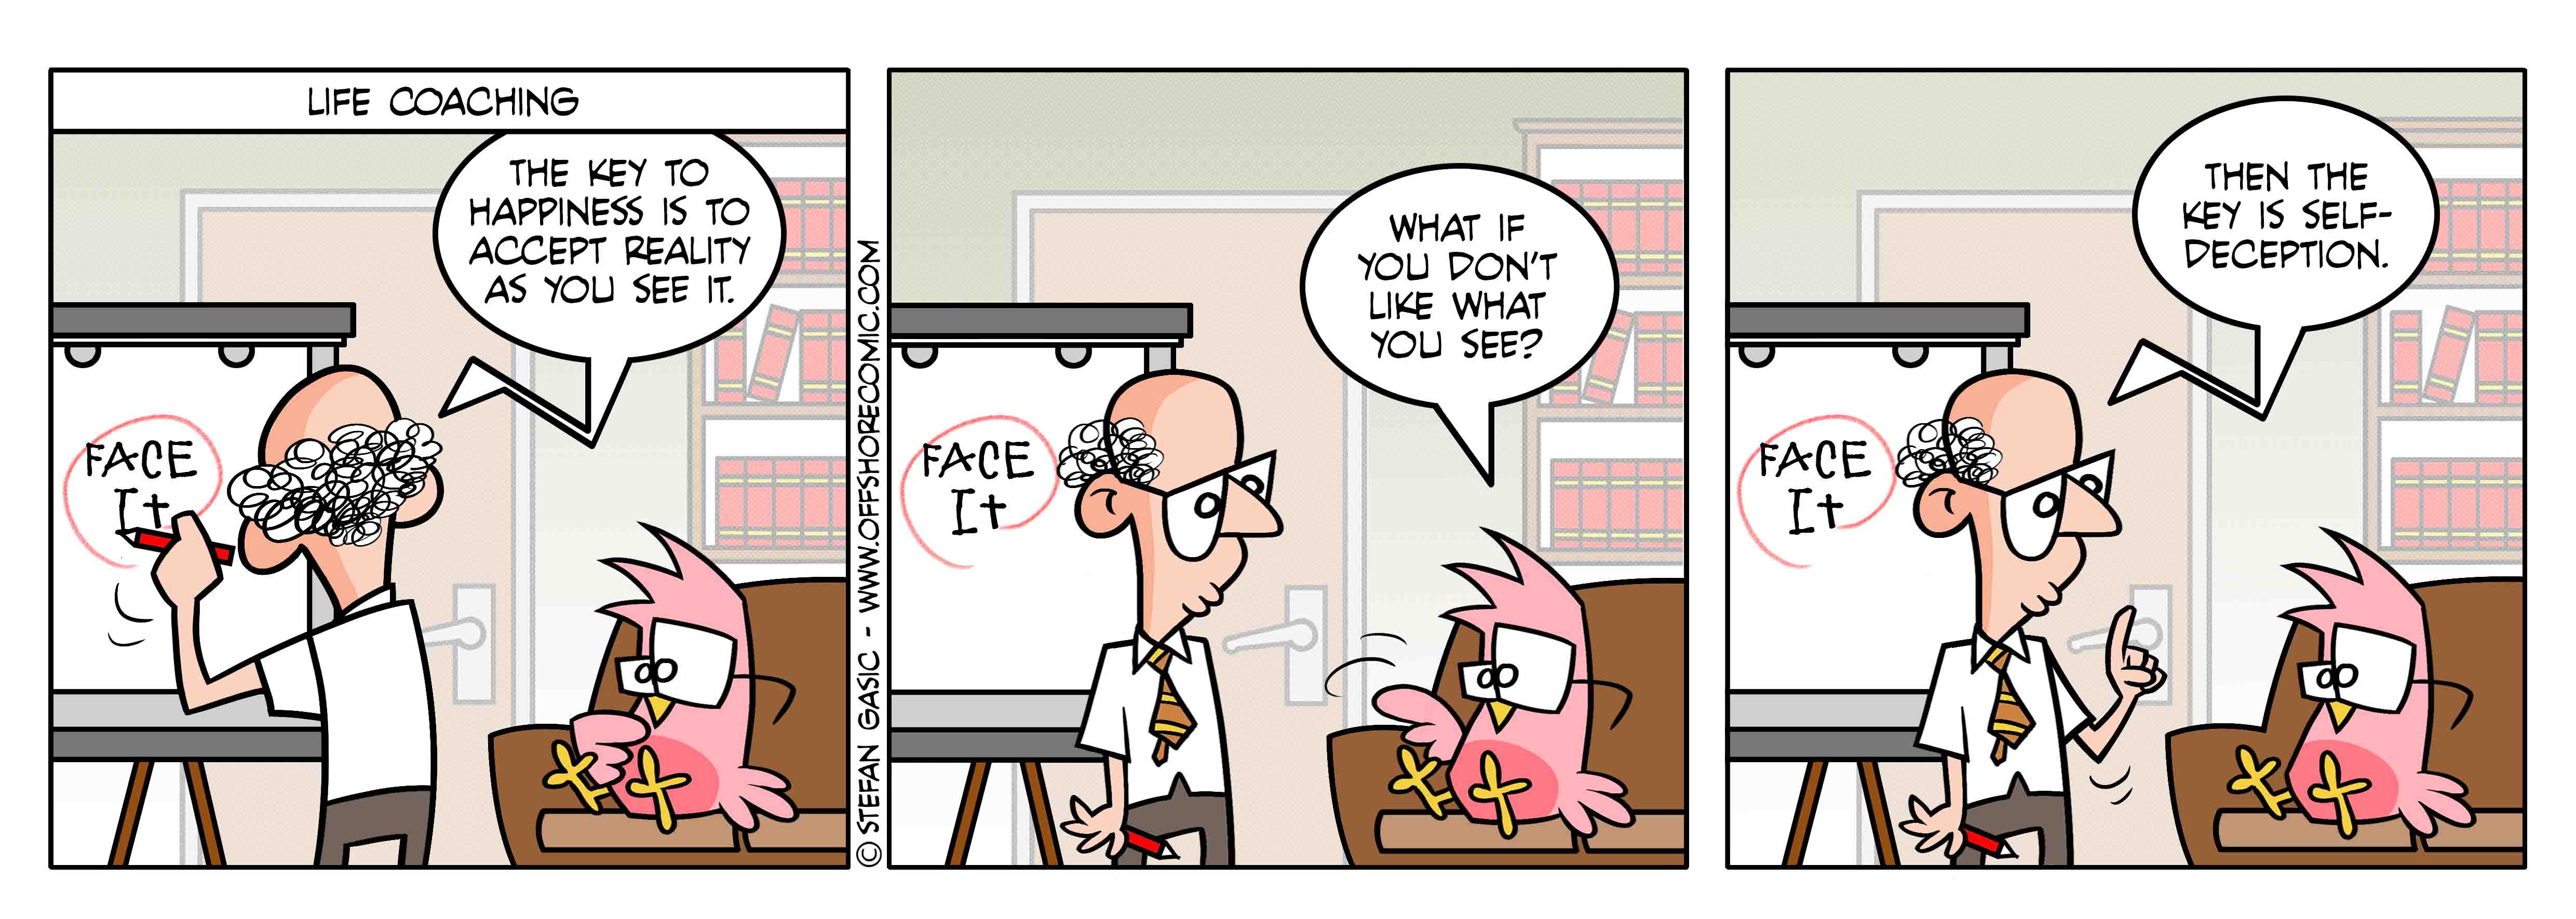 LIFE COACHING
THE KEY TO
HAPPINESS IS TO
ACCEPT REALITY
AS YOU SEE IT.
FACE
It
© STEFAN GASIC - WWW.OFFSHORECOMIC.COM
WHAT IF
YOU DON'T
LIKE WHAT
YOU SEE?
FACE
It
THEN THE
KEY IS SELF-
DECEPTION.
FACE
It